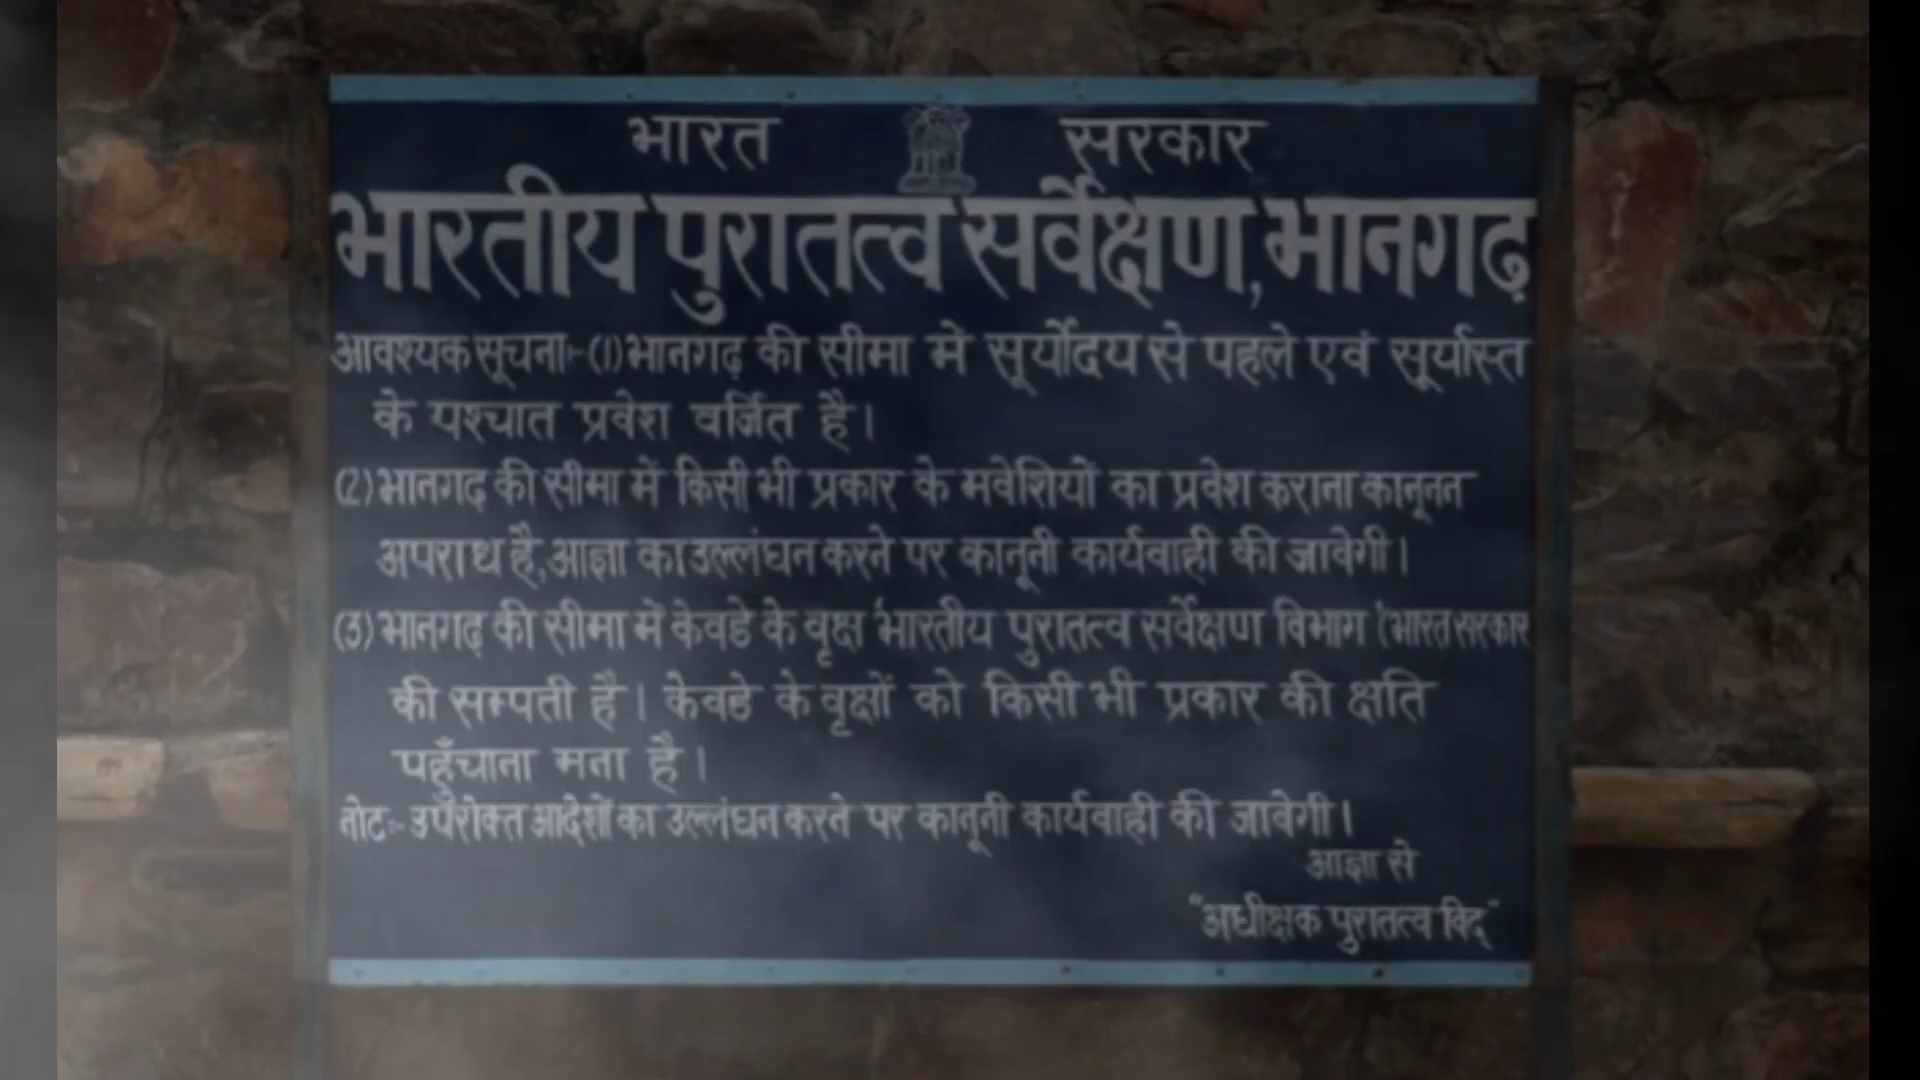 भारत सरकार
भारतीय पुरातत्व सर्वेक्षण, भानगढ़
आवश्यक सूचनाः-(1) भानगढ़ की सीमा में सूर्योदय से पहले एवं सूर्यास्त
के पश्चात प्रवेश वर्जित है।
(2) भानगढ़ की सीमा में किसी भी प्रकार के मवेशियों का प्रवेश कराना कानूनन
अपराध है, आज्ञा का उल्लंघन करने पर कानूनी कार्यवाही की जावेगी।
(3) भानगढ़ की सीमा में केवडे के वृक्ष "भारतीय पुरातत्व सर्वेक्षण विभाग" (भारत सरकार
की सम्पती है। केवडे के वृक्षों को किसी भी प्रकार की क्षति
पहुँचाना मना है।
नोटः- उपरोक्त आदेशों का उल्लंघन करने पर कानूनी कार्यवाही की जावेगी।
आज्ञा से
"अधीक्षक पुरातत्व विद्"